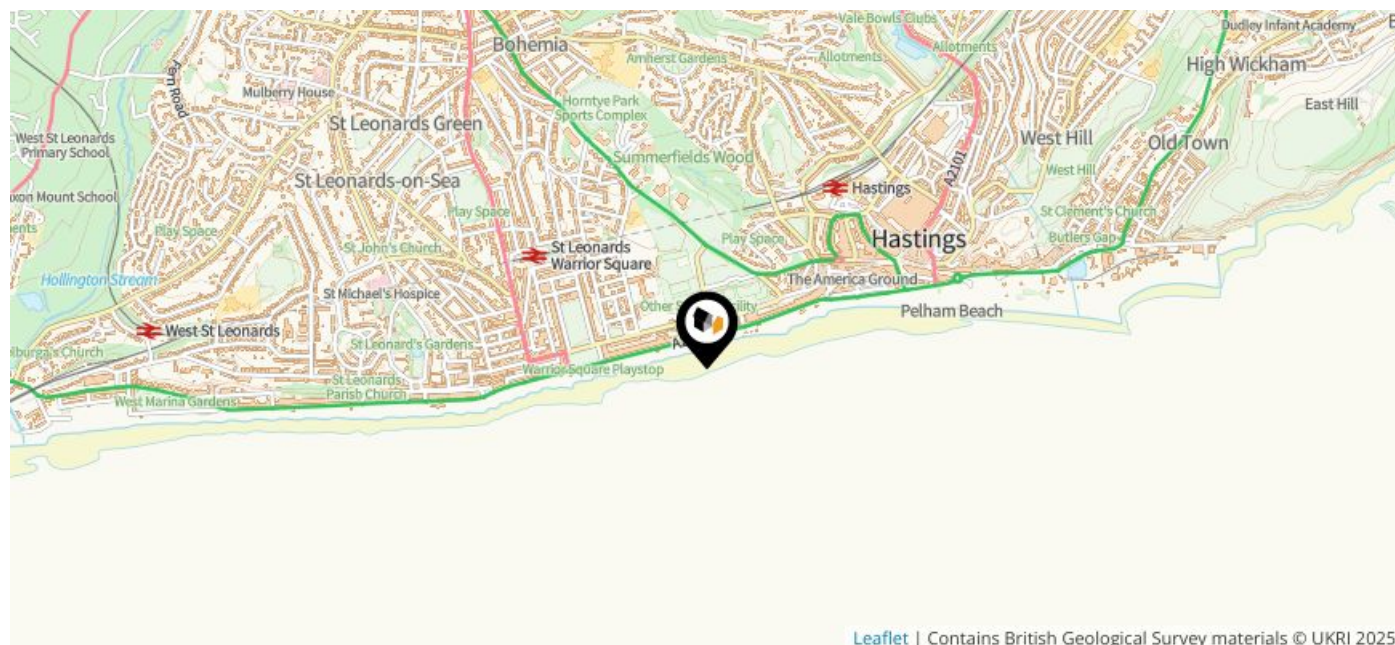 Vale Bowls Clubs
Dudley Infant Academy
Bohemia
Allotments
Amherst Gardens
Allotments
High Wickham
Fern Road
Mulberry House
Horntye Park
Sports Complex
East Hill
St Leonards Green
West St Leonards
Primary School
West Hill
Old Town
Summerfields Wood
A2101
West Hill
St Leonards-on-Sea
Hastings
xon Mount School
Play Space
St Clement's Church
Play Space
St John's Church
St Leonards
Warrior Square
Play Space
Hastings
Butlers Gap
Hollington Stream
St Michael's Hospice
The America Ground
Other
Pelham Beach
West St Leonards
St Leonard's Gardens
elburga's Church
Warrior Square Playstop
St Leonards
Parish Church
West Marina Gardens
Leaflet | Contains British Geological Survey materials © UKRI 2025